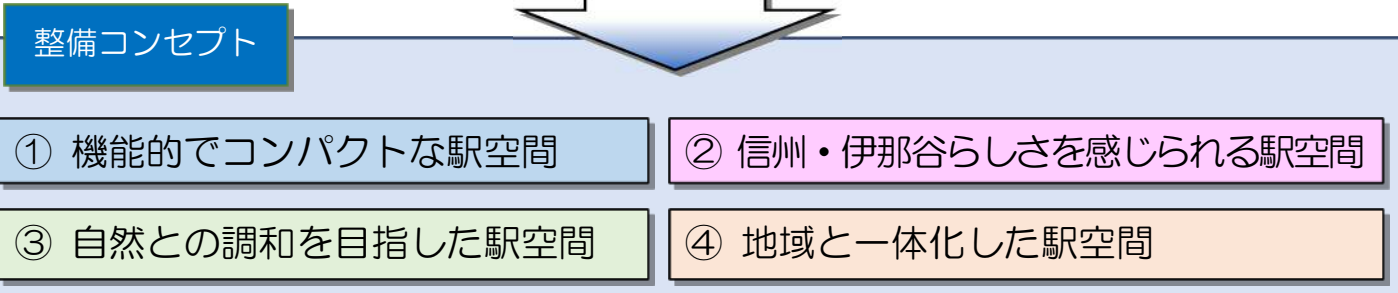 整備コンセプト
① 機能的でコンパクトな駅空間
② 信州・伊那谷らしさを感じられる駅空間
③ 自然との調和を目指した駅空間
④ 地域と一体化した駅空間